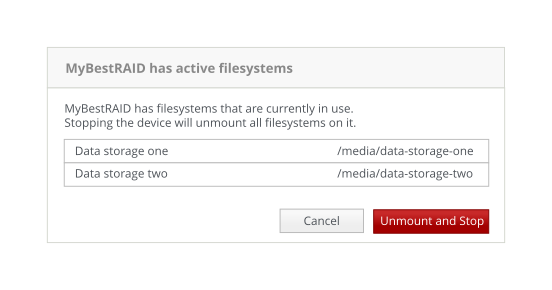 MyBestRAID has active filesystems
MyBestRAID has filesystems that are currently in use.
Stopping the device will unmount all filesystems on it.
Data storage one /media/data-storage-one
Data storage two /media/data-storage-two
Cancel Unmount and Stop